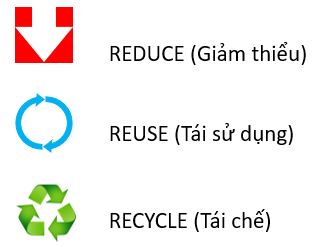 REDUCE (Giảm thiểu)
REUSE (Tái sử dụng)
RECYCLE (Tái chế)